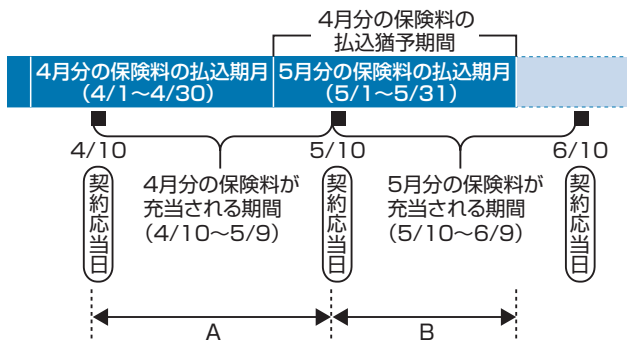 4月分の保険料の
払込猶予期間
4月分の保険料の払込期月
（4/1～4/30）
5月分の保険料の払込期月
（5/1～5/31）
4/10
5/10
6/10
契約応当日
4月分の保険料が
充当される期間
（4/10～5/9）
契約応当日
5月分の保険料が
充当される期間
（5/10～6/9）
契約応当日
A
B